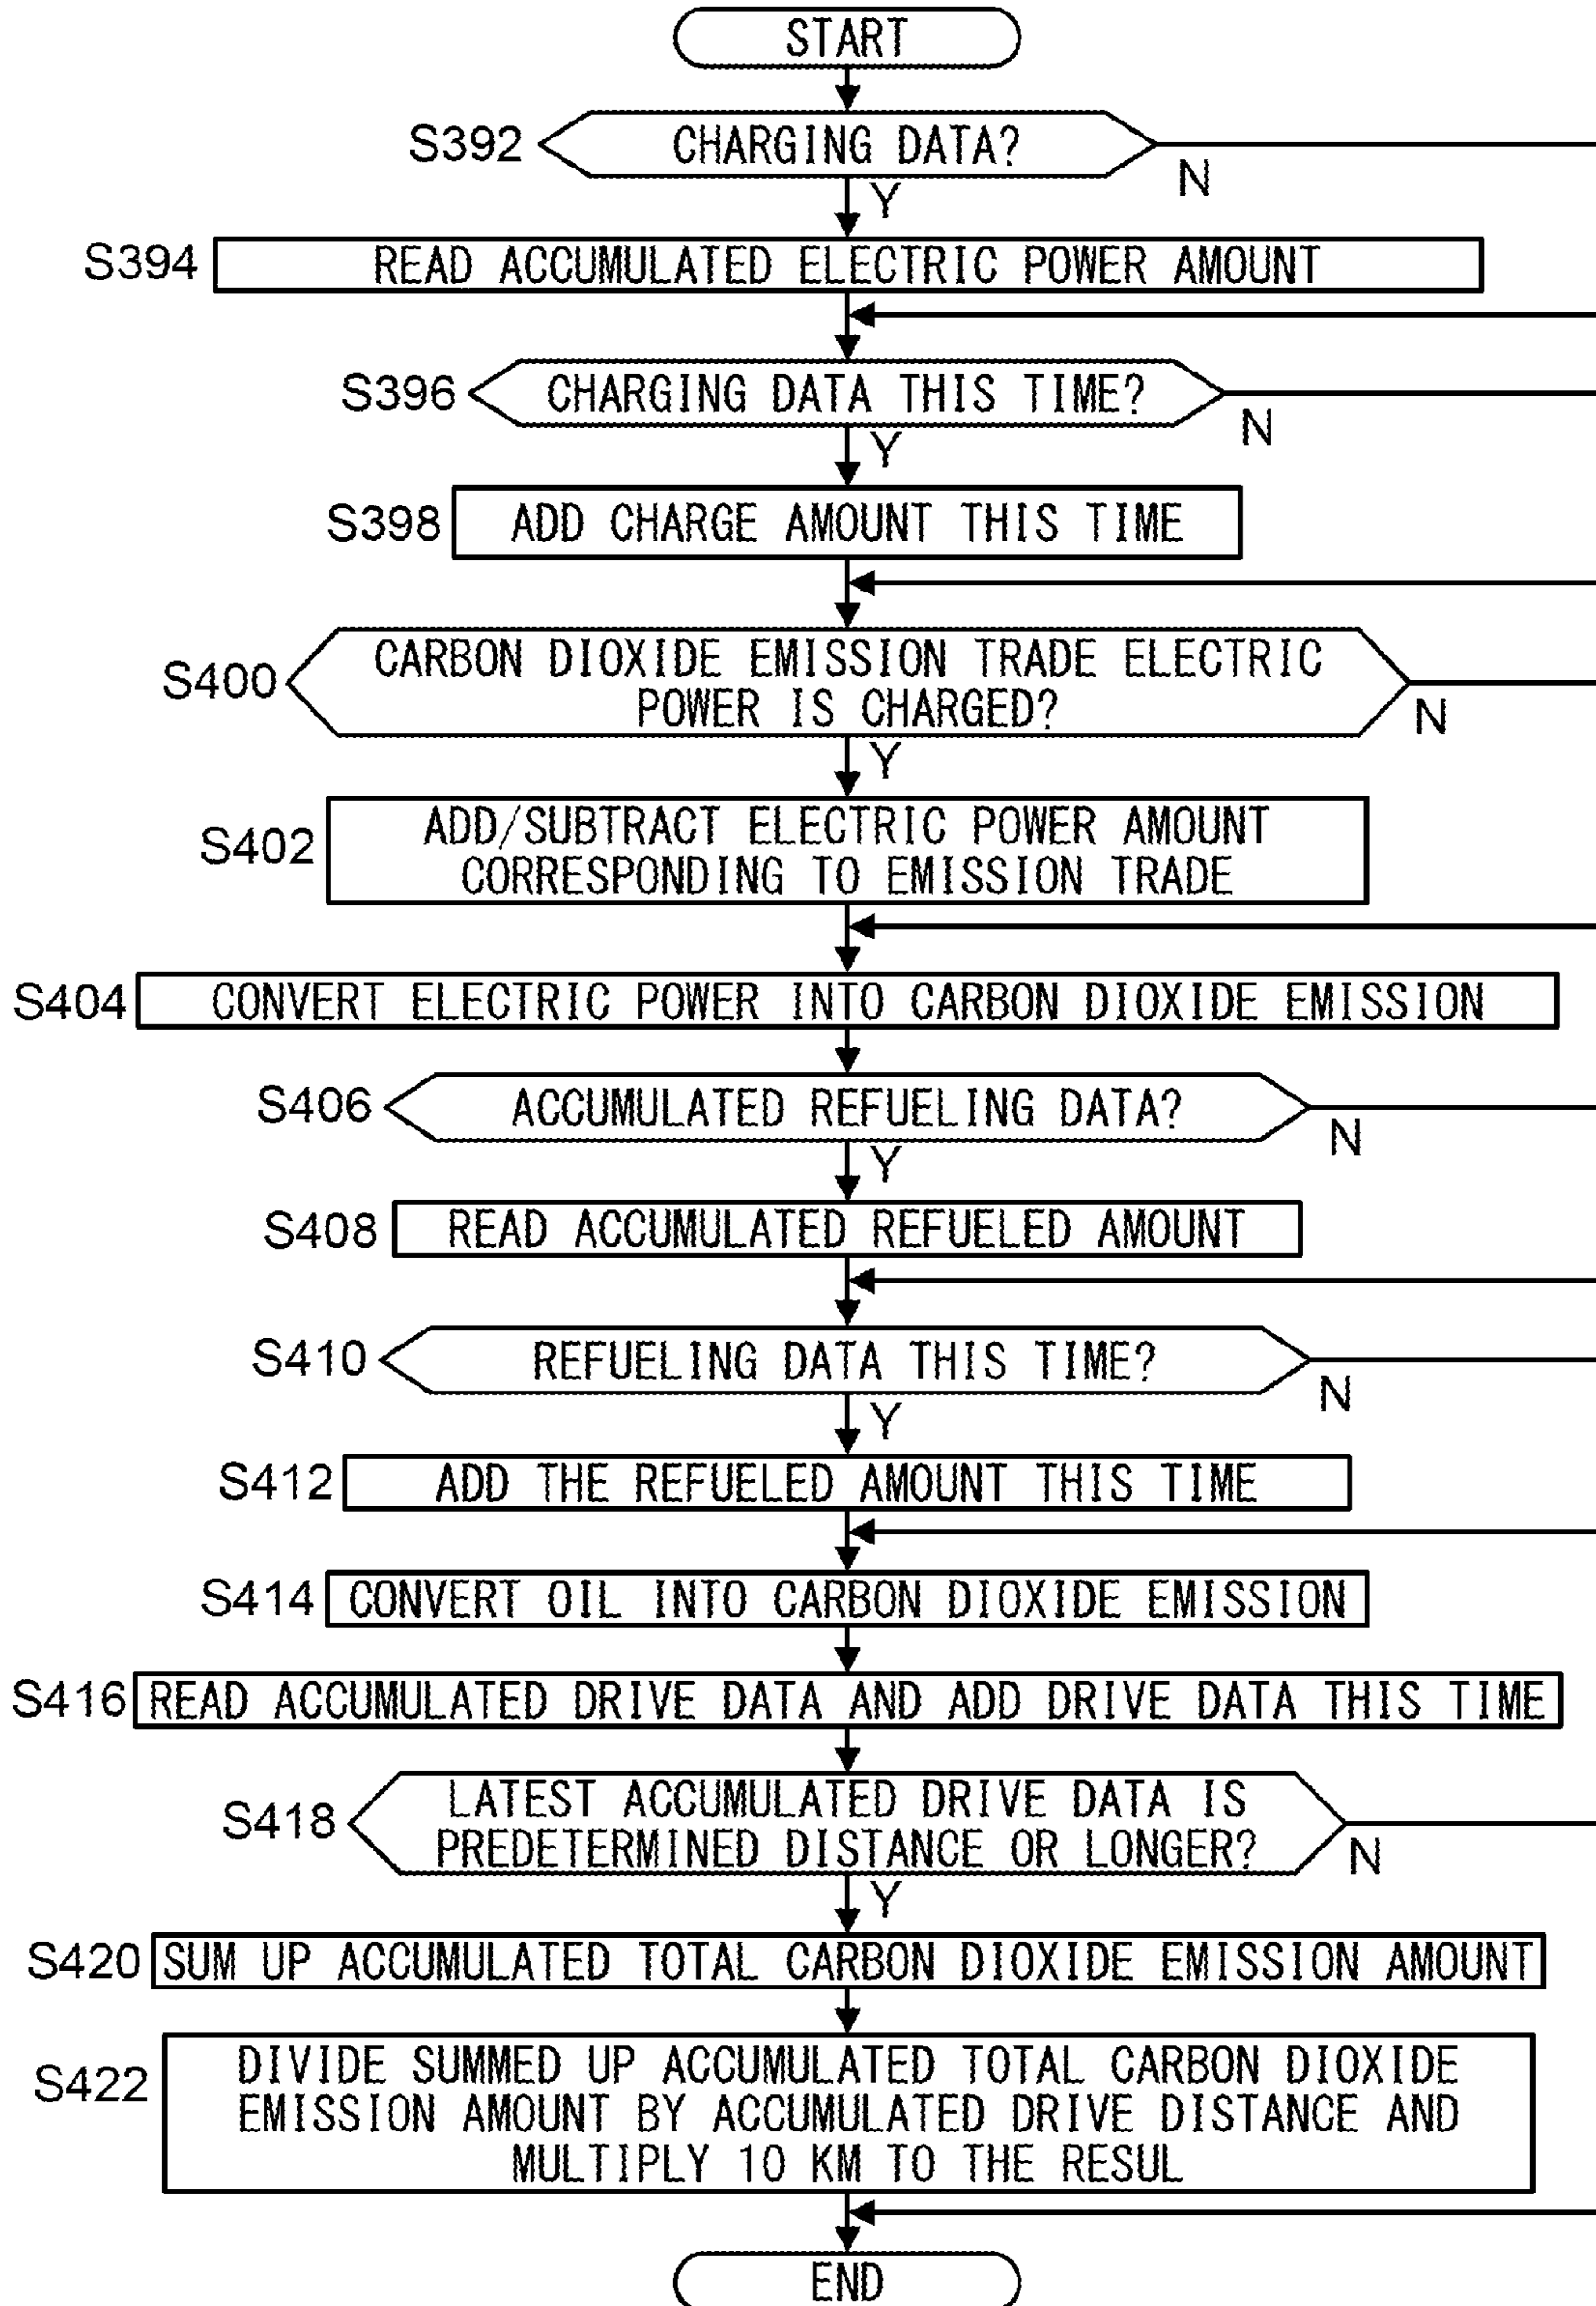 START
S392 CHARGING DATA?
N
Y
S394 READ ACCUMULATED ELECTRIC POWER AMOUNT
S396 CHARGING DATA THIS TIME?
N
Y
S398 ADD CHARGE AMOUNT THIS TIME
S400 CARBON DIOXIDE EMISSION TRADE ELECTRIC
POWER IS CHARGED?
N
Y
S402 ADD/SUBTRACT ELECTRIC POWER AMOUNT
CORRESPONDING TO EMISSION TRADE
S404 CONVERT ELECTRIC POWER INTO CARBON DIOXIDE EMISSION
S406 ACCUMULATED REFUELING DATA?
N
Y
S408 READ ACCUMULATED REFUELED AMOUNT
S410 REFUELING DATA THIS TIME?
N
Y
S412 ADD THE REFUELED AMOUNT THIS TIME
S414 CONVERT OIL INTO CARBON DIOXIDE EMISSION
S416 READ ACCUMULATED DRIVE DATA AND ADD DRIVE DATA THIS TIME
S418 LATEST ACCUMULATED DRIVE DATA IS
PREDETERMINED DISTANCE OR LONGER?
N
Y
S420 SUM UP ACCUMULATED TOTAL CARBON DIOXIDE EMISSION AMOUNT
S422 DIVIDE SUMMED UP ACCUMULATED TOTAL CARBON DIOXIDE
EMISSION AMOUNT BY ACCUMULATED DRIVE DISTANCE AND
MULTIPLY 10 KM TO THE RESUL
END